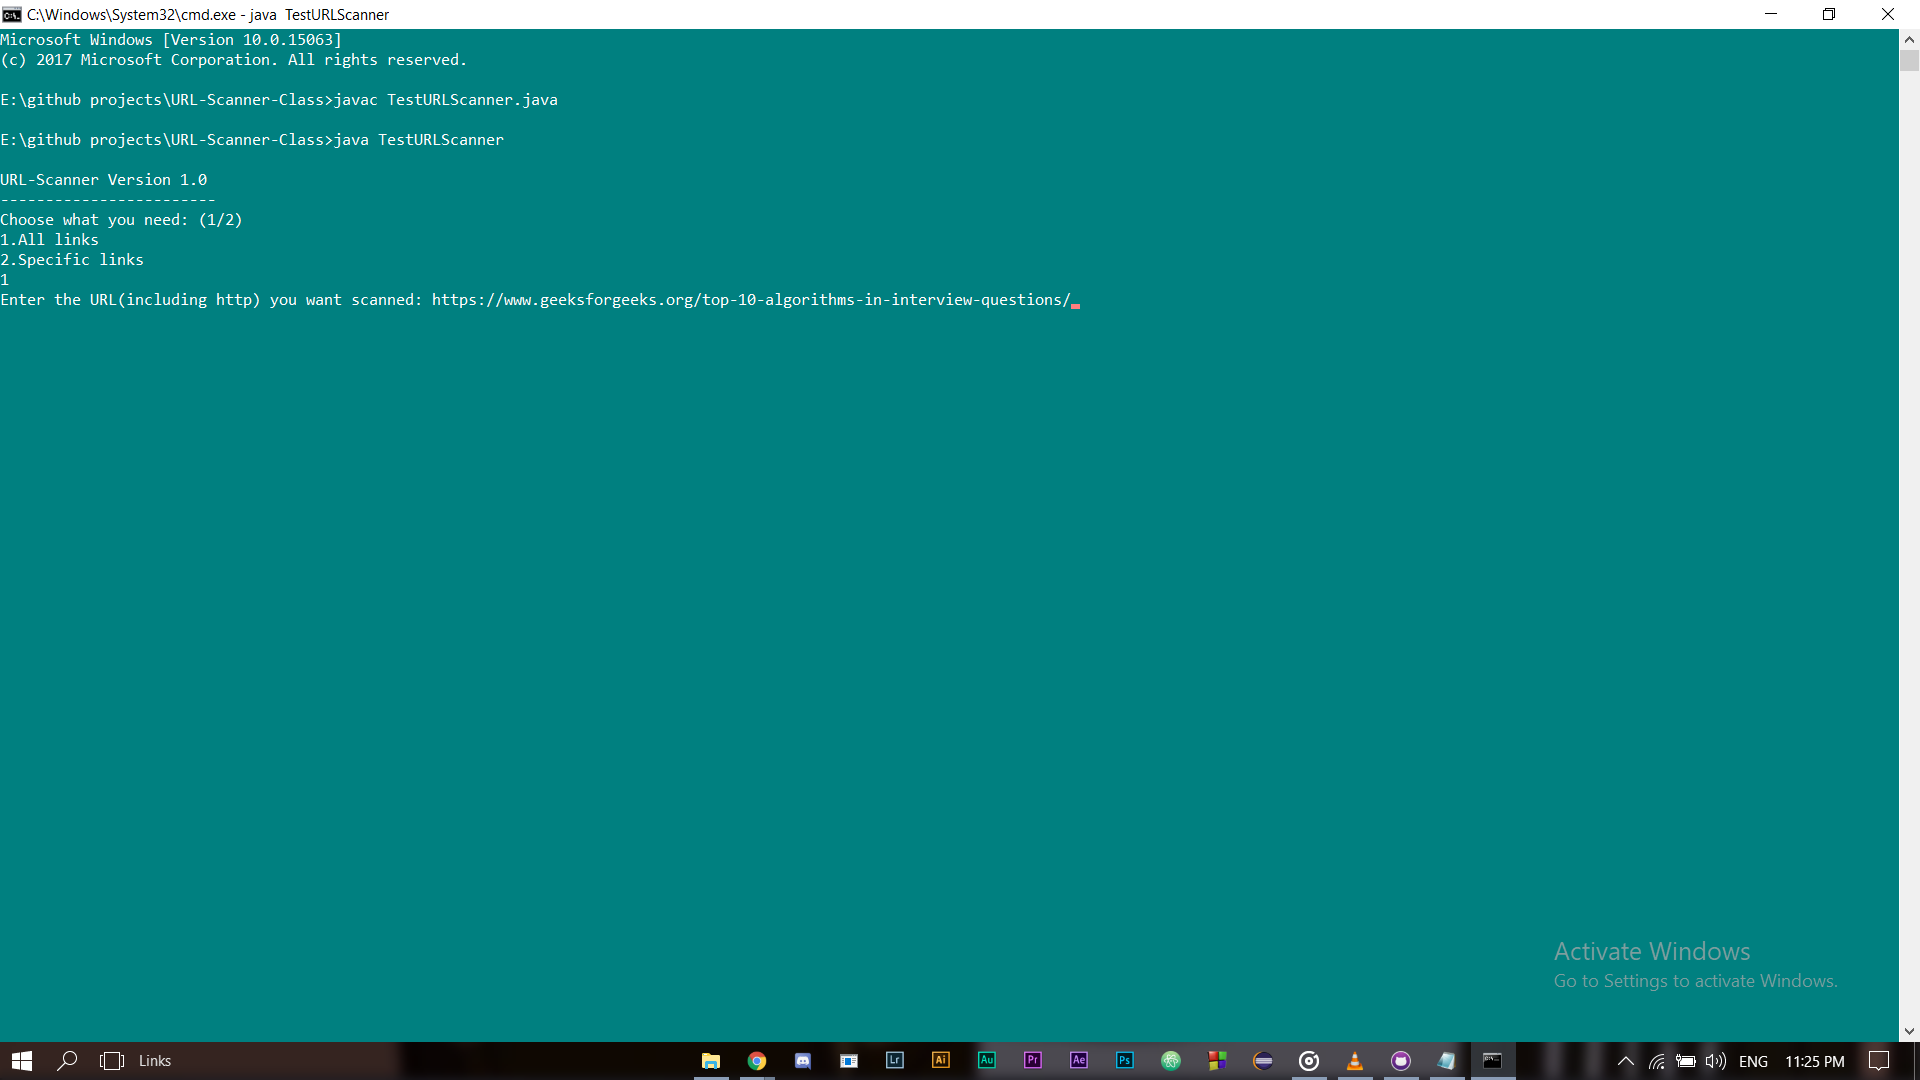 C:\Windows\System32\cmd.exe - java  TestURLScanner
Microsoft Windows [Version 10.0.15063]
(c) 2017 Microsoft Corporation. All rights reserved.
E:\github projects\URL-Scanner-Class>javac TestURLScanner.java
E:\github projects\URL-Scanner-Class>java TestURLScanner
URL-Scanner Version 1.0
------------------------
Choose what you need: (1/2)
1.All links
2.Specific links
1
Enter the URL(including http) you want scanned: https://www.geeksforgeeks.org/top-10-algorithms-in-interview-questions/
Activate Windows
Go to Settings to activate Windows.
Links
Lr
Ai
Au
Pr
Ae
Ps
ENG
11:25 PM